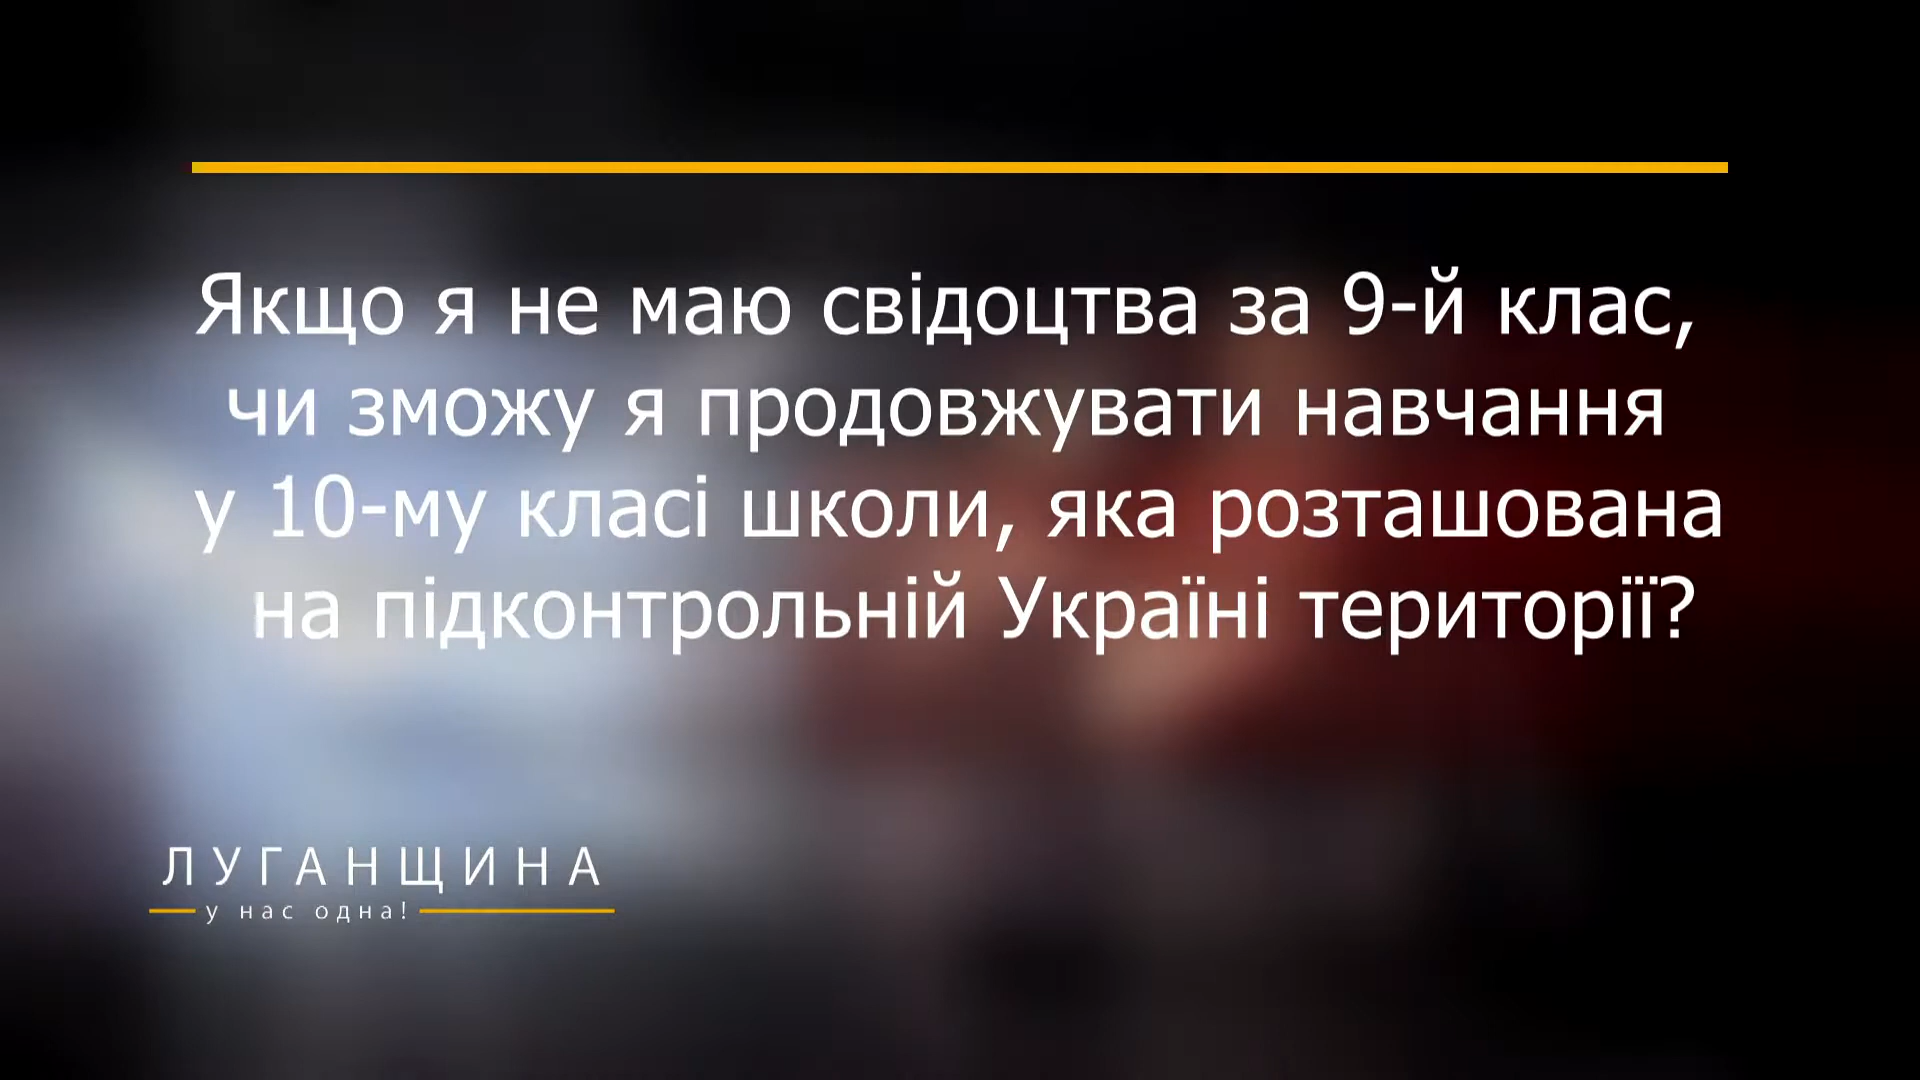 Якщо я не маю свідоцтва за 9-й клас,
чи зможу я продовжувати навчання
у 10-му класі школи, яка розташована
на підконтрольній Україні території?
ЛУГАНЩИНА
у нас одна!